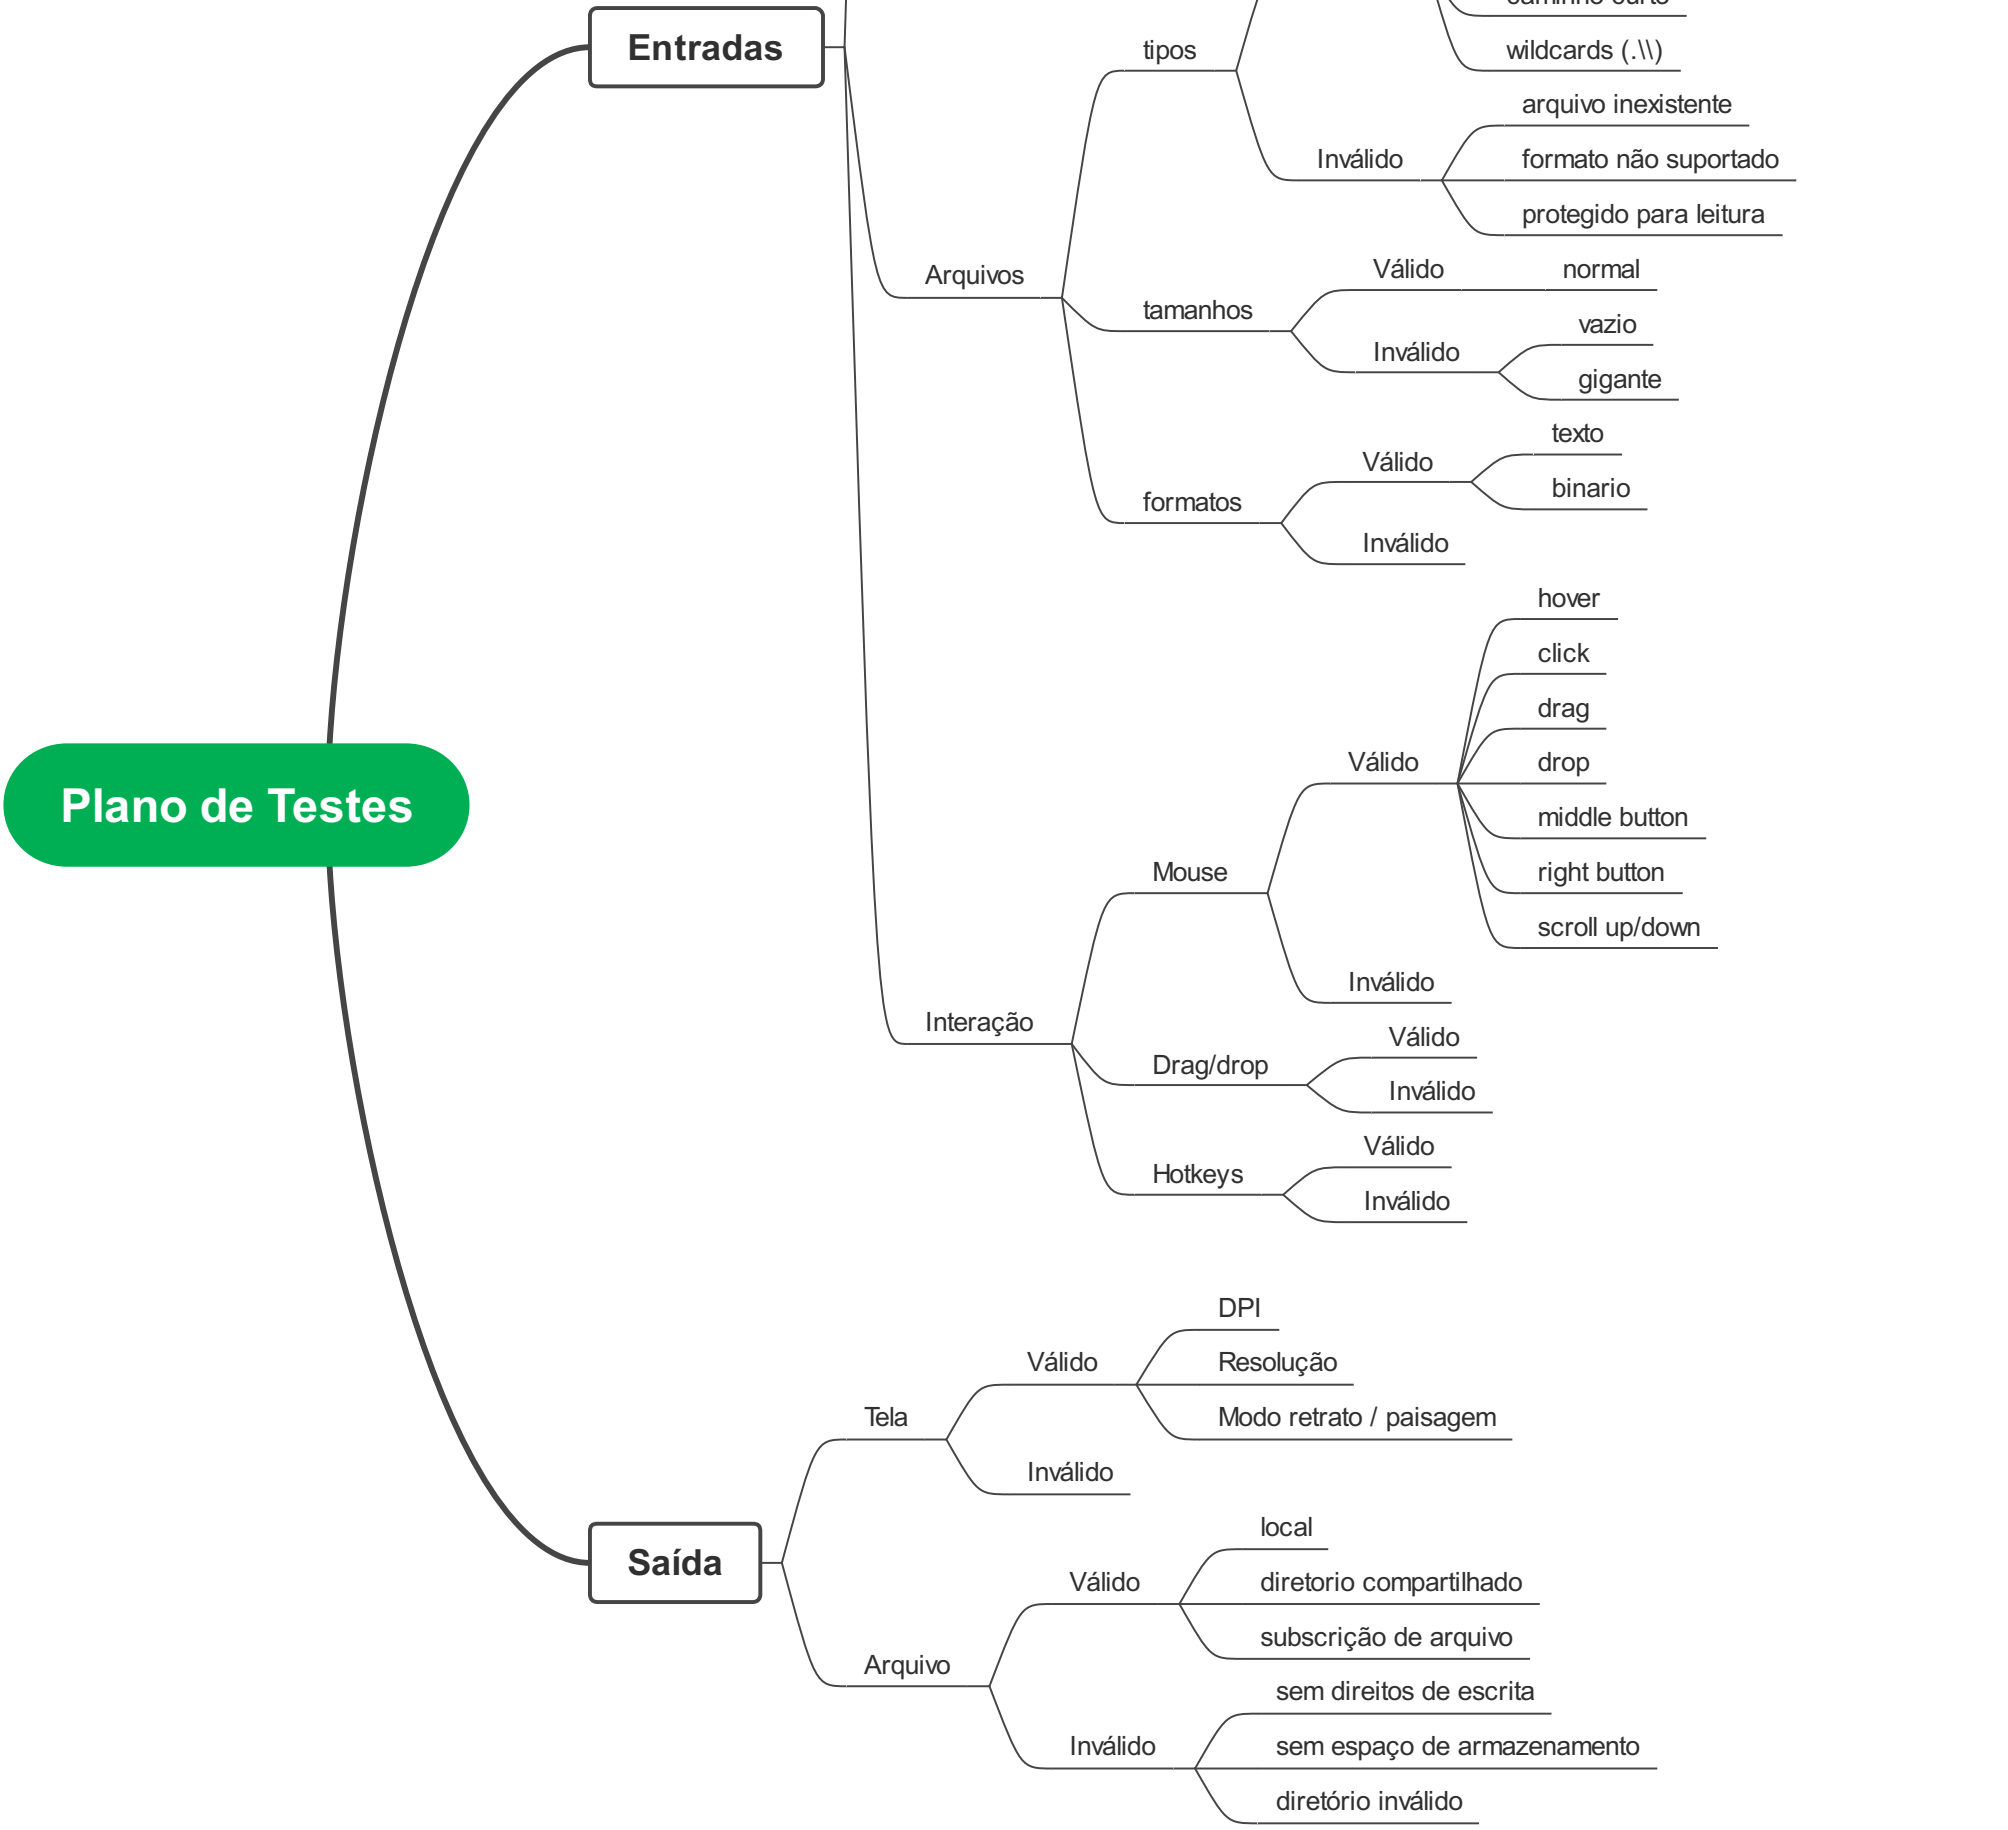 Entradas
tipos
wildcards (.\\)
arquivo inexistente
Inválido
formato não suportado
protegido para leitura
Arquivos
tamanhos
Válido
normal
Inválido
vazio
gigante
formatos
Válido
texto
binario
Inválido
Plano de Testes
Interação
Mouse
Válido
hover
click
drag
drop
middle button
right button
scroll up/down
Inválido
Drag/drop
Válido
Inválido
Hotkeys
Válido
Inválido
Saída
Tela
Válido
DPI
Resolução
Modo retrato / paisagem
Inválido
Arquivo
Válido
local
diretorio compartilhado
subscrição de arquivo
Inválido
sem direitos de escrita
sem espaço de armazenamento
diretório inválido